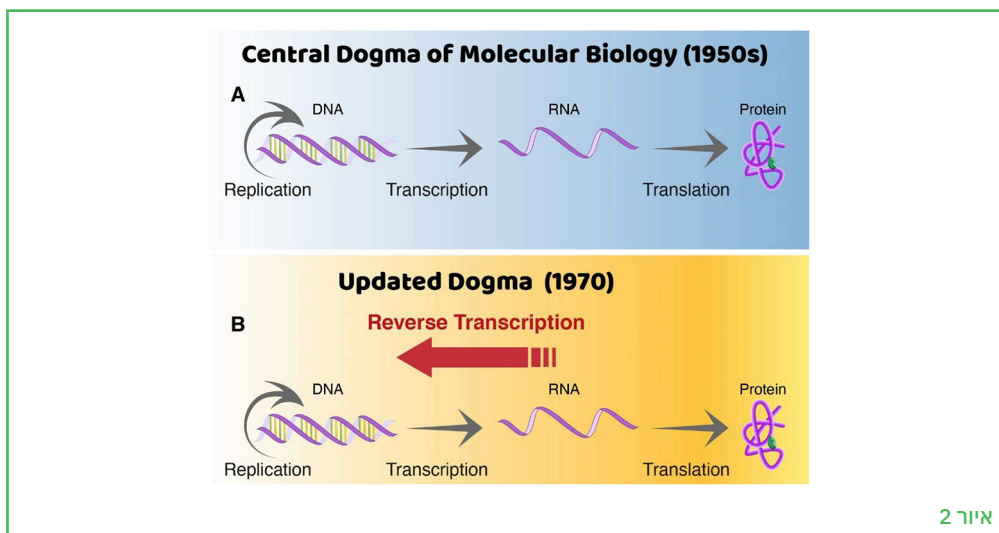 Central Dogma of Molecular Biology (1950s)
A
DNA
RNA
Protein
Replication
Transcription
Translation
Updated Dogma (1970)
B
Reverse Transcription
DNA
RNA
Protein
Replication
Transcription
Translation
איור 2